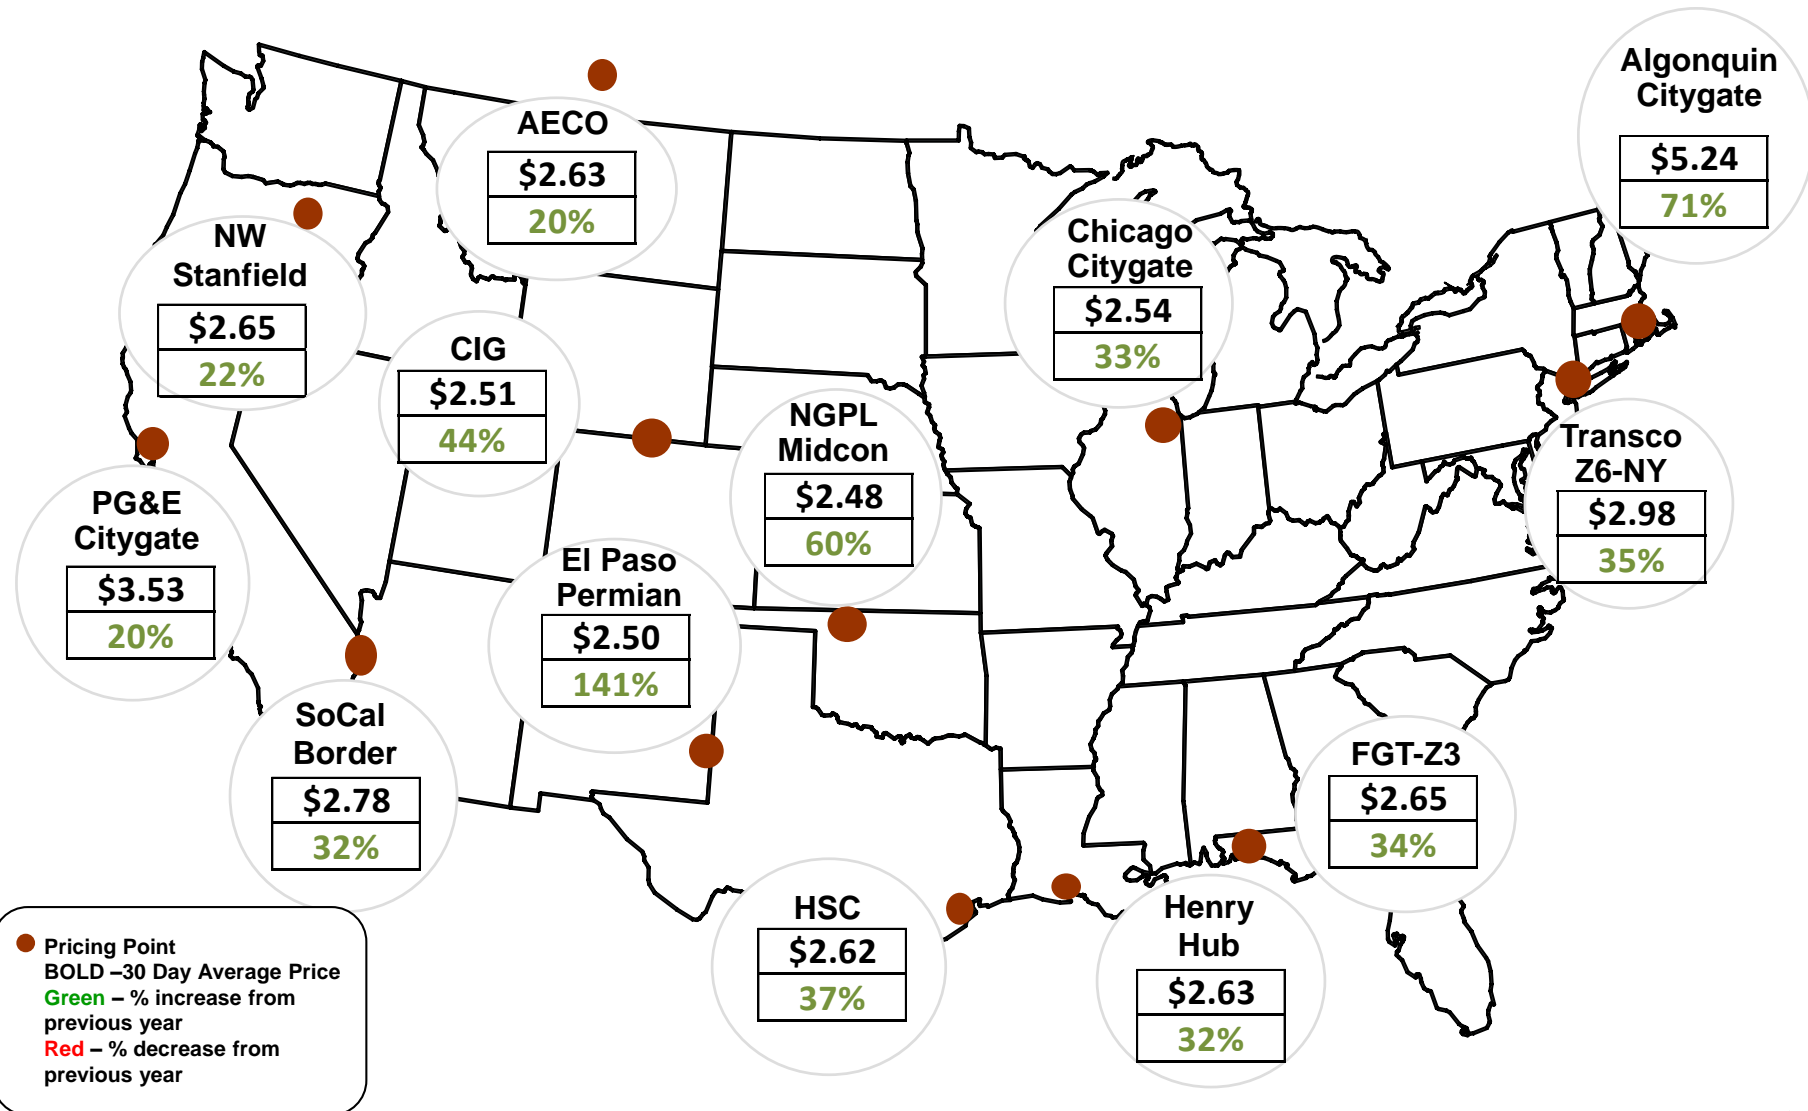 Algonquin
Citygate
$5.24
71%
AECO
$2.63
20%
NW
Stanfield
$2.65
22%
Chicago
Citygate
$2.54
33%
CIG
$2.51
44%
NGPL
Midcon
$2.48
60%
Transco
Z6-NY
$2.98
35%
PG&E
Citygate
$3.53
20%
El Paso
Permian
$2.50
141%
SoCal
Border
$2.78
32%
FGT-Z3
$2.65
34%
HSC
$2.62
37%
Henry
Hub
$2.63
32%
Pricing Point
BOLD –30 Day Average Price
Green – % increase from
previous year
Red – % decrease from
previous year